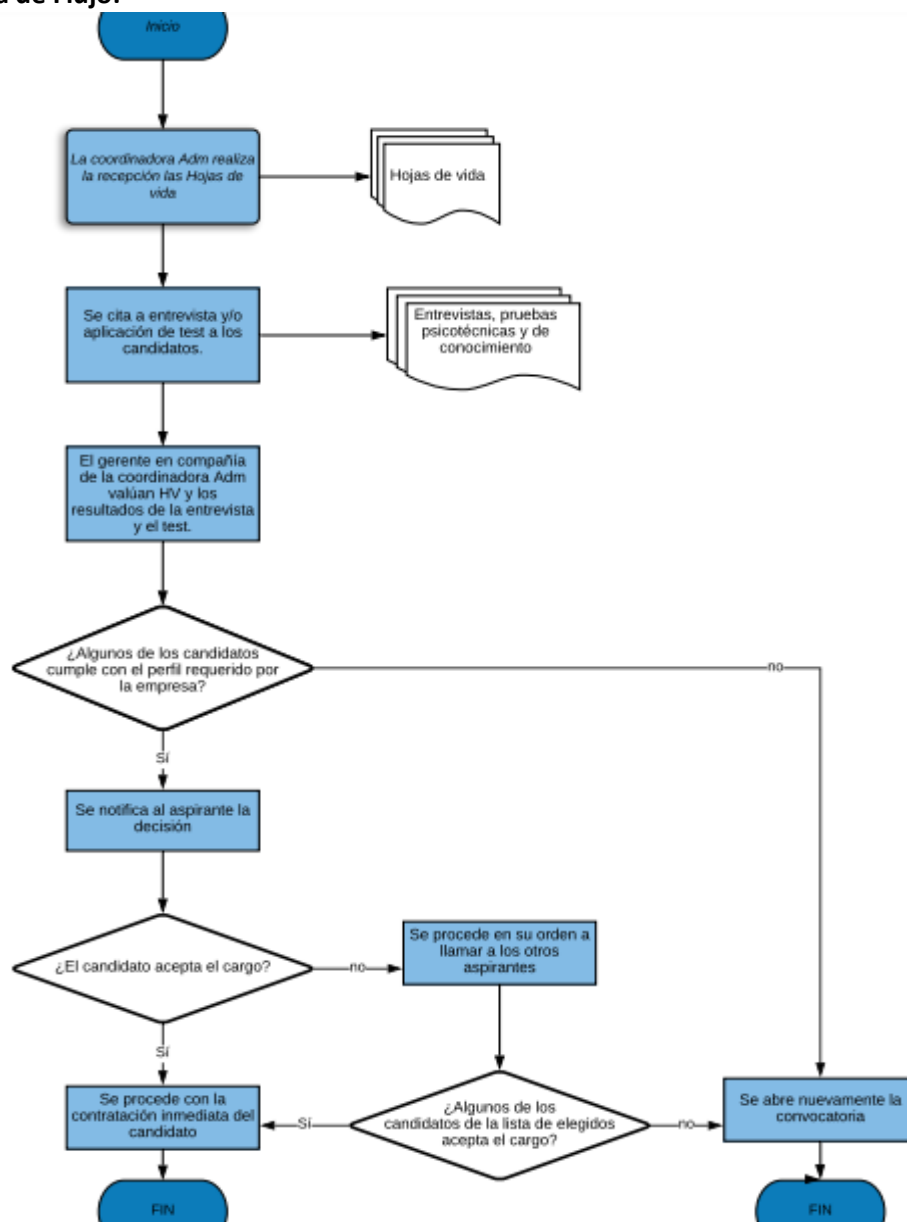 de Flujo:
Inicio
La coordinadora Adm realiza
la recepción las Hojas de
vida
Hojas de vida
Se cita a entrevista y/o
aplicación de test a los
candidatos.
Entrevistas, pruebas
psicotécnicas y de
conocimiento
El gerente en compañía
de la coordinadora Adm
valúan HV y los
resultados de la entrevista
y el test.
¿Algunos de los candidatos
cumple con el perfil requerido por
la empresa?
no
Sí
Se notifica al aspirante la
decisión
¿El candidato acepta el cargo?
no
Se procede en su orden a
llamar a los otros
aspirantes
Sí
Se procede con la
contratación inmediata del
candidato
Sí
¿Algunos de los
candidatos de la lista de elegidos
acepta el cargo?
no
Se abre nuevamente la
convocatoria
FIN
FIN